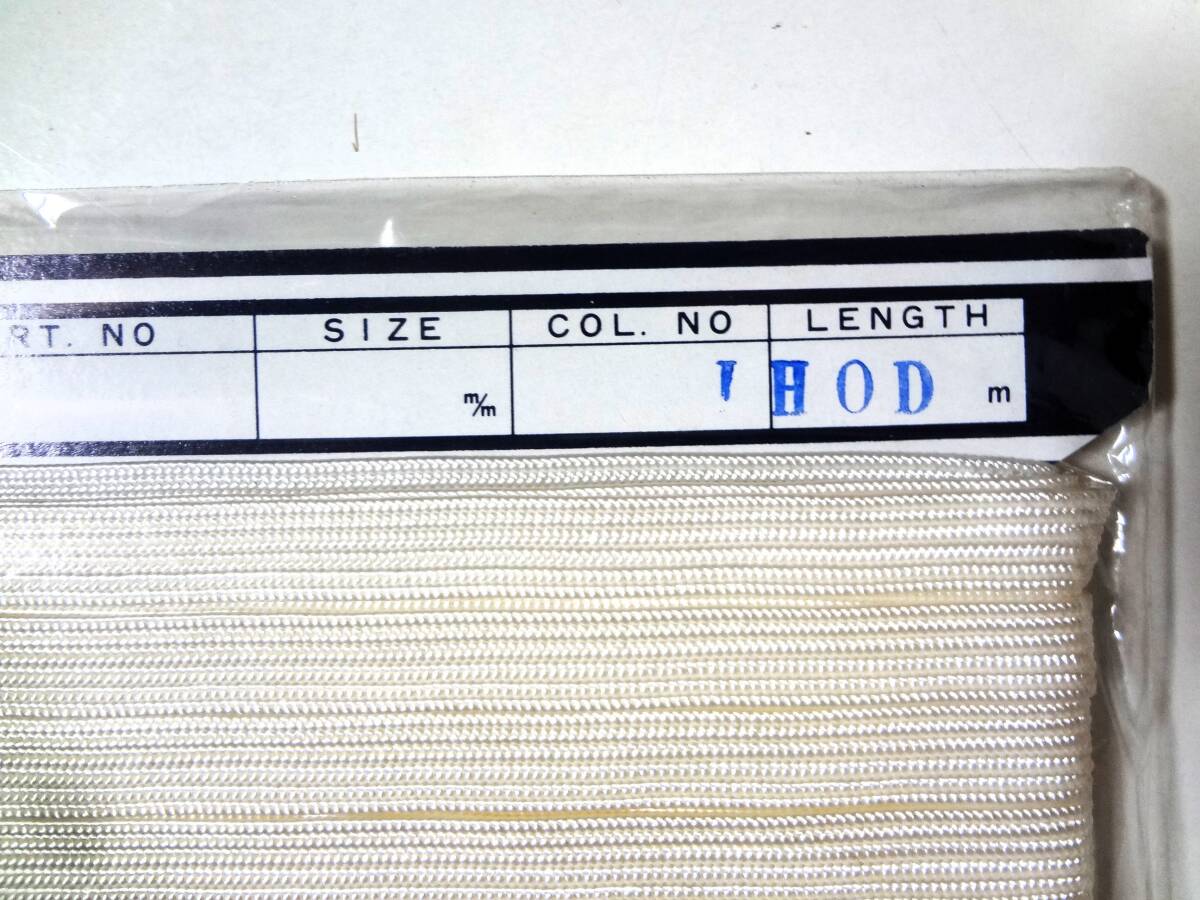 RT. NO SIZE COL. NO LENGTH
m/m HOD m